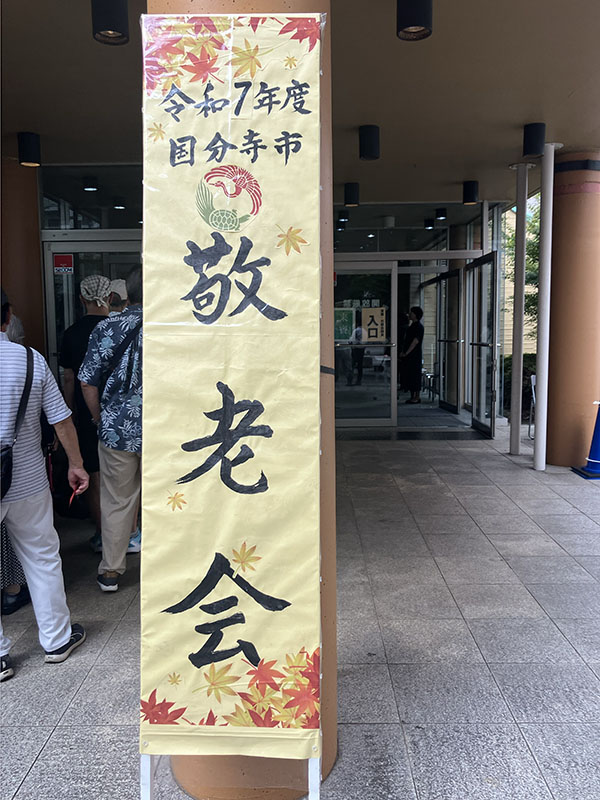 令和7年度
国分寺市
敬老会
入口